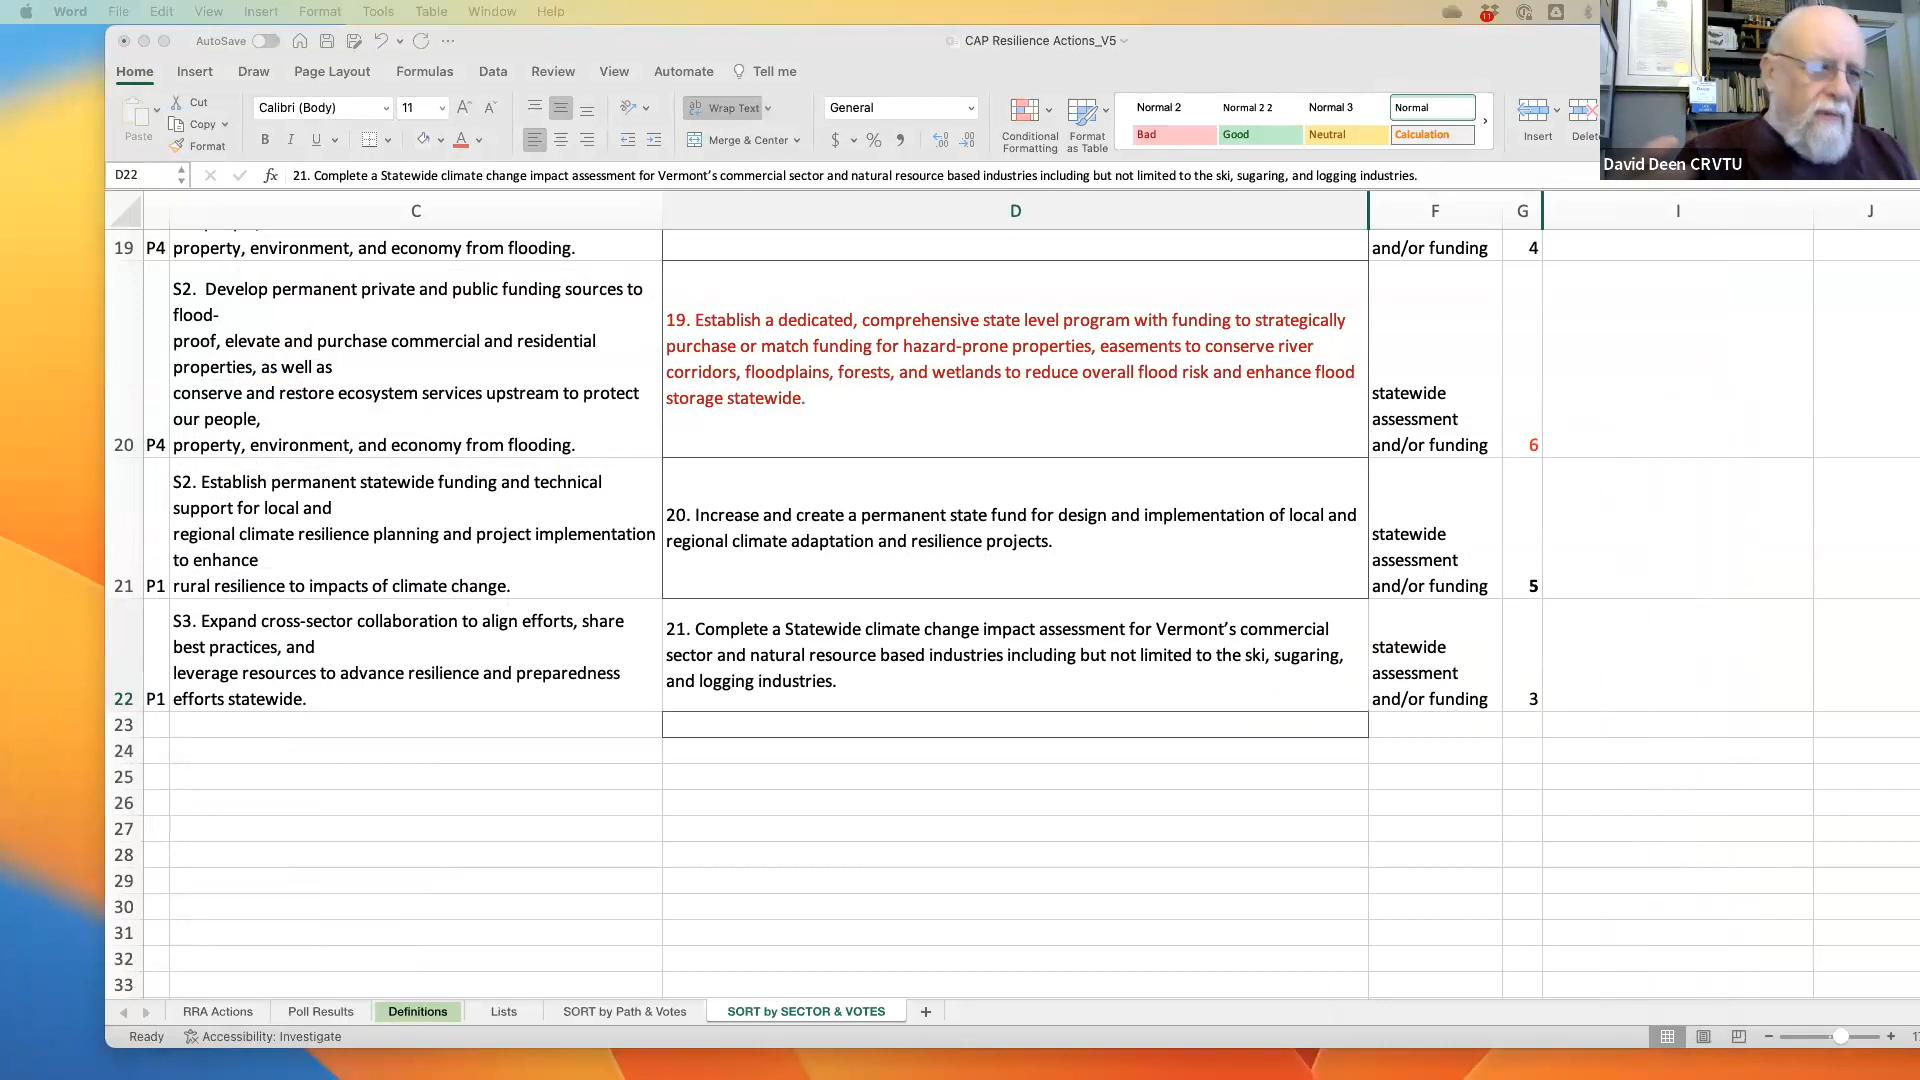 Word File Edit View Insert Format Tools Table Window Help
11
AutoSave
CAP Resilience Actions_V5
Home Insert Draw Page Layout Formulas Data Review View Automate Tell me
Paste
Cut
Copy
Format
Calibri (Body) 11
B I U
Wrap Text
Merge & Center
General
$ %
Conditional Formatting
Format as Table
Normal 2 Normal 2 2 Normal 3 Normal
Bad Good Neutral Calculation
Insert
Delet
David Deen CRVTU
D22 fx 21. Complete a Statewide climate change impact assessment for Vermont's commercial sector and natural resource based industries including but not limited to the ski, sugaring, and logging industries.
C D F G I J
19 P4 property, environment, and economy from flooding. and/or funding 4
S2. Develop permanent private and public funding sources to
flood-
proof, elevate and purchase commercial and residential
properties, as well as
conserve and restore ecosystem services upstream to protect
our people,
20 P4 property, environment, and economy from flooding.
19. Establish a dedicated, comprehensive state level program with funding to strategically
purchase or match funding for hazard-prone properties, easements to conserve river
corridors, floodplains, forests, and wetlands to reduce overall flood risk and enhance flood
storage statewide.
statewide
assessment
and/or funding 6
S2. Establish permanent statewide funding and technical
support for local and
regional climate resilience planning and project implementation
to enhance
21 P1 rural resilience to impacts of climate change.
20. Increase and create a permanent state fund for design and implementation of local and
regional climate adaptation and resilience projects.
statewide
assessment
and/or funding 5
S3. Expand cross-sector collaboration to align efforts, share
best practices, and
leverage resources to advance resilience and preparedness
22 P1 efforts statewide.
21. Complete a Statewide climate change impact assessment for Vermont's commercial
sector and natural resource based industries including but not limited to the ski, sugaring,
and logging industries.
statewide
assessment
and/or funding 3
23
24
25
26
27
28
29
30
31
32
33
RRA Actions Poll Results Definitions Lists SORT by Path & Votes SORT by SECTOR & VOTES +
Ready Accessibility: Investigate